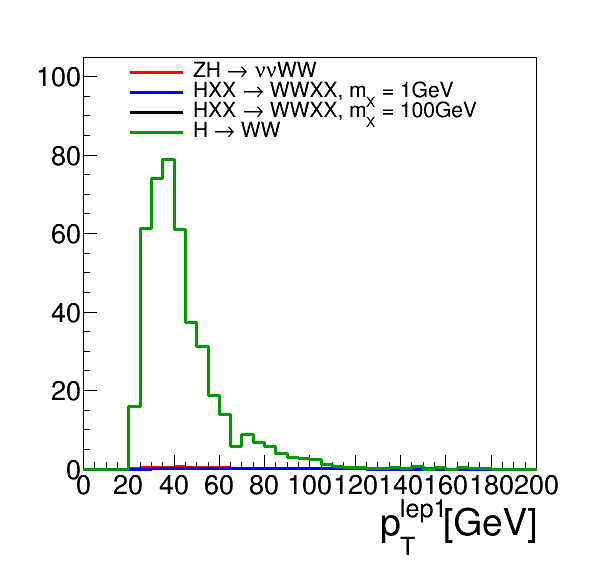 ZH → ννWW
HXX → WWXX, mX = 1GeV
HXX → WWXX, mX = 100GeV
H → WW
100
80
60
40
20
0
0 20 40 60 80 100 120 140 160 180 200
pTlep1 [GeV]